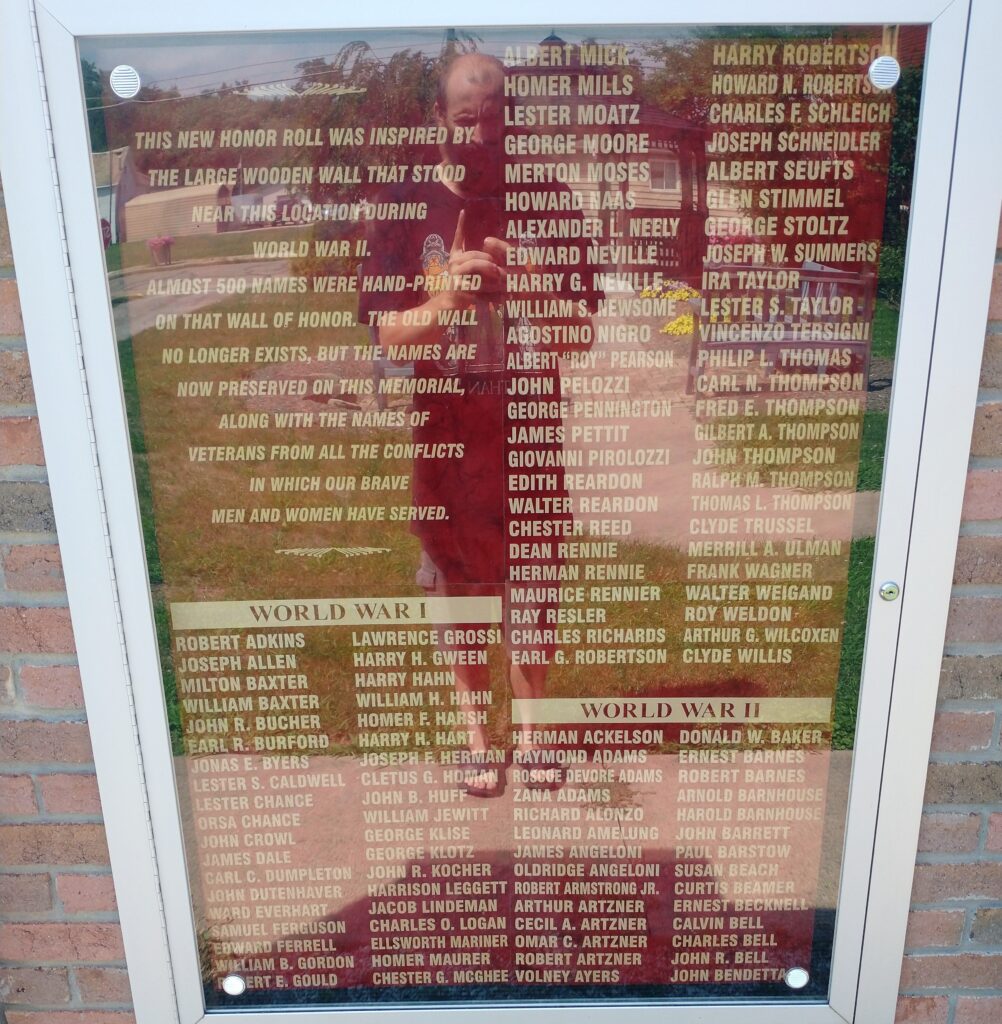 THIS NEW HONOR ROLL WAS INSPIRED BY
THE LARGE WOODEN WALL THAT STOOD
NEAR THIS LOCATION DURING
WORLD WAR II.
ALMOST 500 NAMES WERE HAND-PRINTED
ON THAT WALL OF HONOR. THE OLD WALL
NO LONGER EXISTS, BUT THE NAMES ARE
NOW PRESERVED ON THIS MEMORIAL,
ALONG WITH THE NAMES OF
VETERANS FROM ALL THE CONFLICTS
IN WHICH OUR BRAVE
MEN AND WOMEN HAVE SERVED.
WORLD WAR I
ROBERT ADKINS
JOSEPH ALLEN
MILTON BAXTER
WILLIAM BAXTER
JOHN R. BUCHER
EARL R. BURFORD
JONAS E. BYERS
LESTER S. CALDWELL
LESTER CHANCE
ORSA CHANCE
JOHN CROWL
JAMES DALE
CARL C. DUMPLETON
JOHN DUTENHAVER
WARD EVERHART
SAMUEL FERGUSON
EDWARD FERRELL
WILLIAM B. GORDON
ROBERT E. GOULD
LAWRENCE GROSSI
HARRY H. GWEEN
HARRY HAHN
WILLIAM H. HAHN
HOMER F. HARSH
HARRY H. HART
JOSEPH F. HERMAN
CLETUS G. HOMAN
JOHN B. HUFF
WILLIAM JEWITT
GEORGE KLISE
GEORGE KLOTZ
JOHN R. KOCHER
HARRISON LEGGETT
JACOB LINDEMAN
CHARLES O. LOGAN
ELLSWORTH MARINER
HOMER MAURER
CHESTER G. MCGHEE
ALBERT MICK
HOMER MILLS
LESTER MOATZ
GEORGE MOORE
MERTON MOSES
HOWARD NAAS
ALEXANDER L. NEELY
EDWARD NEVILLE
HARRY G. NEVILLE
WILLIAM S. NEWSOME
AGOSTINO NIGRO
ALBERT "ROY" PEARSON
JOHN PELOZZI
GEORGE PENNINGTON
JAMES PETTIT
GIOVANNI PIROLOZZI
EDITH REARDON
WALTER REARDON
CHESTER REED
DEAN RENNIE
HERMAN RENNIE
MAURICE RENNIER
RAY RESLER
CHARLES RICHARDS
EARL G. ROBERTSON
HARRY ROBERTSON
HOWARD N. ROBERTSON
CHARLES F. SCHLEICH
JOSEPH SCHNEIDLER
ALBERT SEUFTS
GLEN STIMMEL
GEORGE STOLTZ
JOSEPH W. SUMMERS
IRA TAYLOR
LESTER S. TAYLOR
VINCENZO TERSIGNI
PHILIP L. THOMAS
CARL N. THOMPSON
FRED E. THOMPSON
GILBERT A. THOMPSON
JOHN THOMPSON
RALPH M. THOMPSON
THOMAS L. THOMPSON
CLYDE TRUSSEL
MERRILL A. ULMAN
FRANK WAGNER
WALTER WEIGAND
ROY WELDON
ARTHUR G. WILCOXEN
CLYDE WILLIS
WORLD WAR II
HERMAN ACKELSON
RAYMOND ADAMS
ROSCOE DEVORE ADAMS
ZANA ADAMS
RICHARD ALONZO
LEONARD AMELUNG
JAMES ANGELONI
OLDRIDGE ANGELONI
ROBERT ARMSTRONG JR.
ARTHUR ARTZNER
CECIL A. ARTZNER
OMAR C. ARTZNER
ROBERT ARTZNER
VOLNEY AYERS
DONALD W. BAKER
ERNEST BARNES
ROBERT BARNES
ARNOLD BARNHOUSE
HAROLD BARNHOUSE
JOHN BARRETT
PAUL BARSTOW
SUSAN BEACH
CURTIS BEAMER
ERNEST BECKNELL
CALVIN BELL
CHARLES BELL
JOHN R. BELL
JOHN BENDETTA